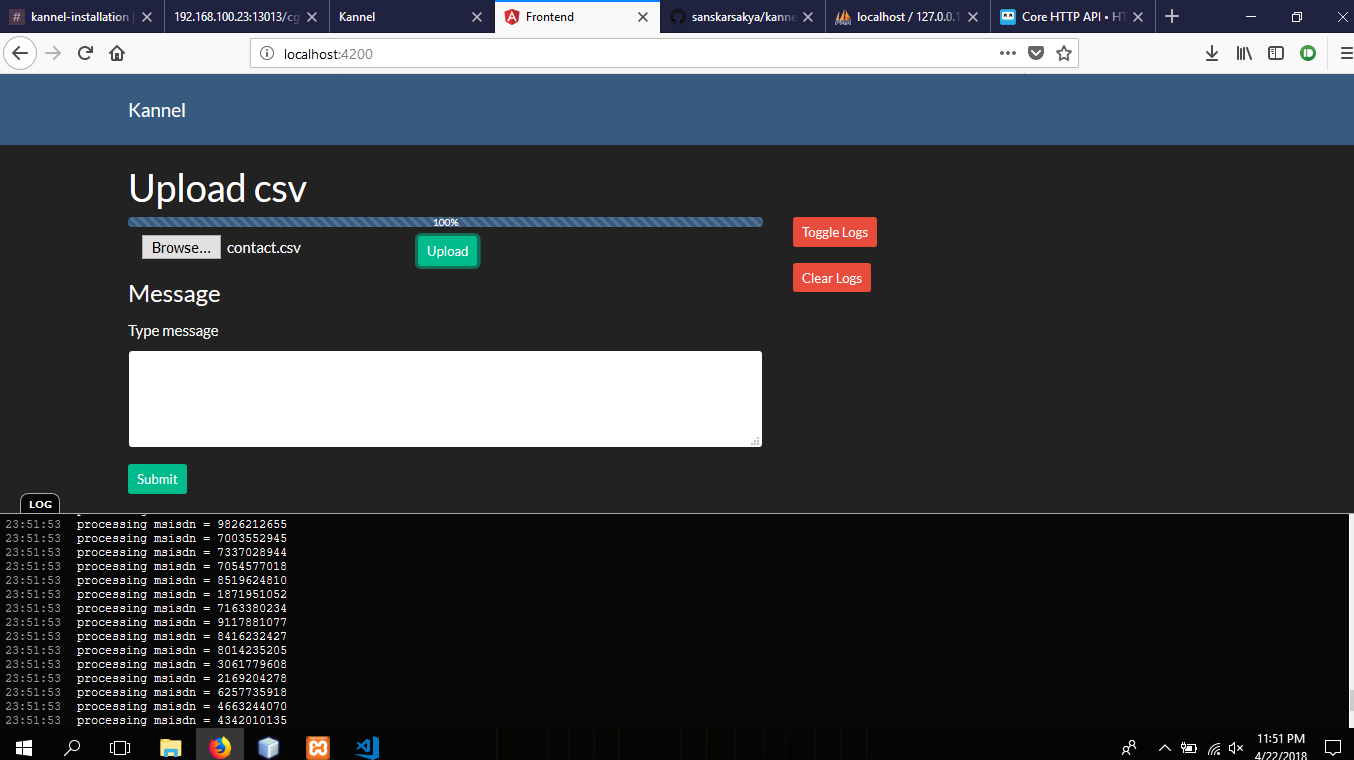 kannel-installation
192.168.100.23:13013/cg
Kannel
Frontend
sanskarsakya/kanne
localhost / 127.0.0.1
Core HTTP API • HT
localhost:4200
Kannel
Upload csv
100%
Browse... contact.csv Upload
Toggle Logs
Clear Logs
Message
Type message
Submit
LOG
23:51:53 processing msisdn = 9826212655
23:51:53 processing msisdn = 7003552945
23:51:53 processing msisdn = 7337028944
23:51:53 processing msisdn = 7054577018
23:51:53 processing msisdn = 8519624810
23:51:53 processing msisdn = 1871951052
23:51:53 processing msisdn = 7163380234
23:51:53 processing msisdn = 9117881077
23:51:53 processing msisdn = 8416232427
23:51:53 processing msisdn = 8014235205
23:51:53 processing msisdn = 3061779608
23:51:53 processing msisdn = 2169204278
23:51:53 processing msisdn = 6257735918
23:51:53 processing msisdn = 4663244070
23:51:53 processing msisdn = 4342010135
11:51 PM
4/22/2018